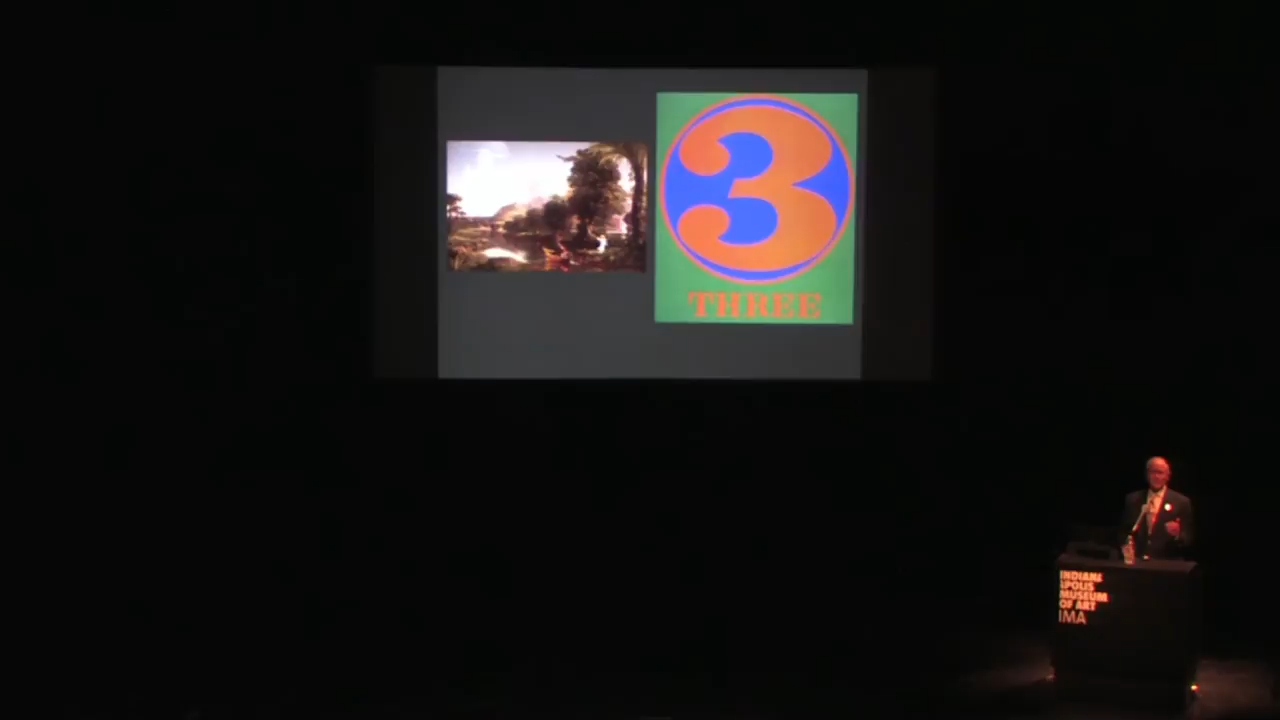 3
THREE
INDIANA
POLIS
MUSEUM
OF ART
IMA